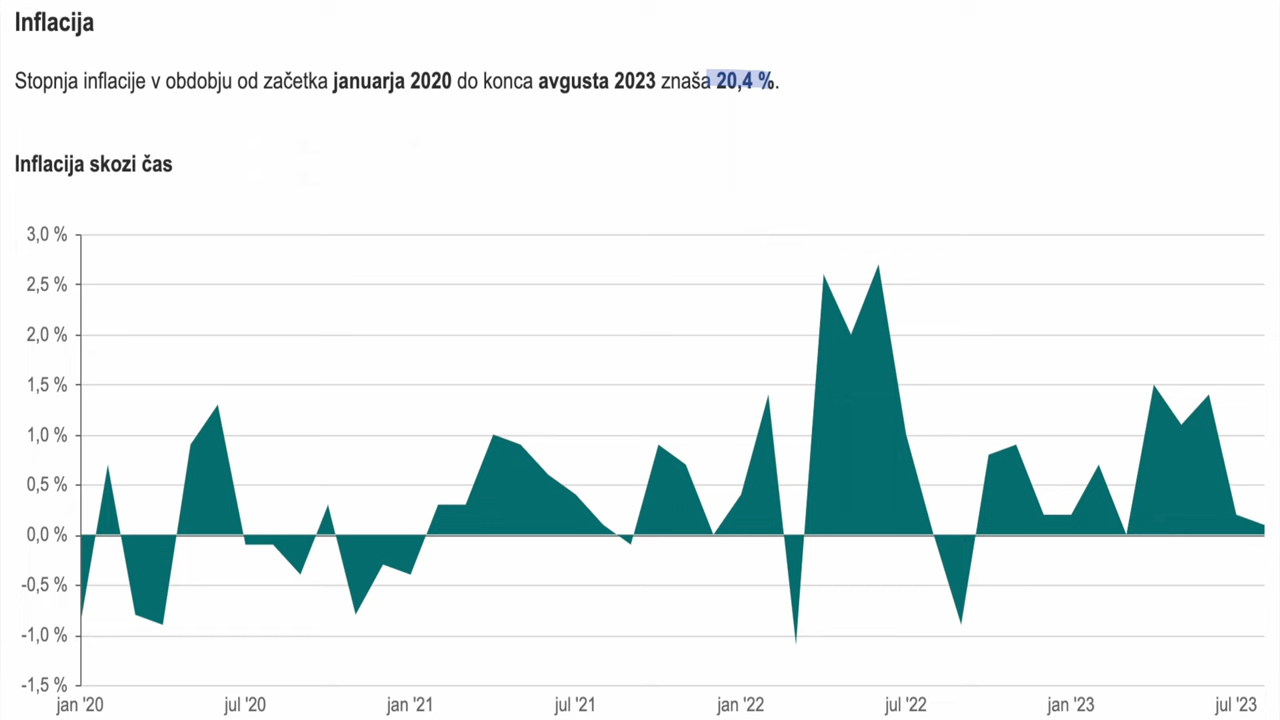 Inflacija
Stopnja inflacije v obdobju od začetka januarja 2020 do konca avgusta 2023 znaša 20,4 %.
Inflacija skozi čas
3,0 %
2,5 %
2,0 %
1,5 %
1,0 %
0,5 %
0,0 %
-0,5 %
-1,0 %
-1,5 %
jan '20 jul '20 jan '21 jul '21 jan '22 jul '22 jan '23 jul '23